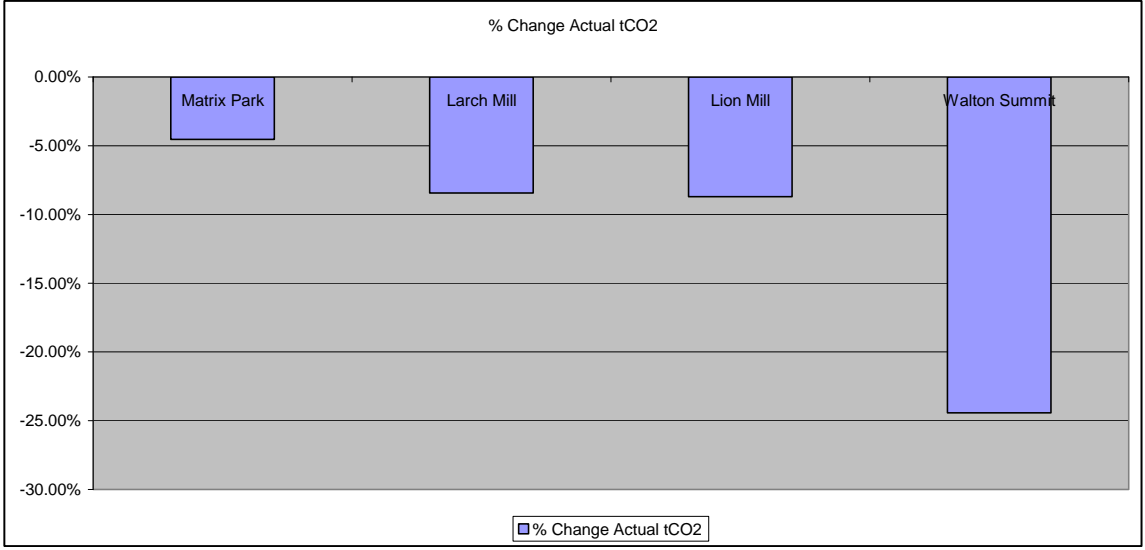 % Change Actual tCO2
0.00%
Matrix Park Larch Mill Lion Mill Walton Summit
-5.00%
-10.00%
-15.00%
-20.00%
-25.00%
-30.00%
% Change Actual tCO2